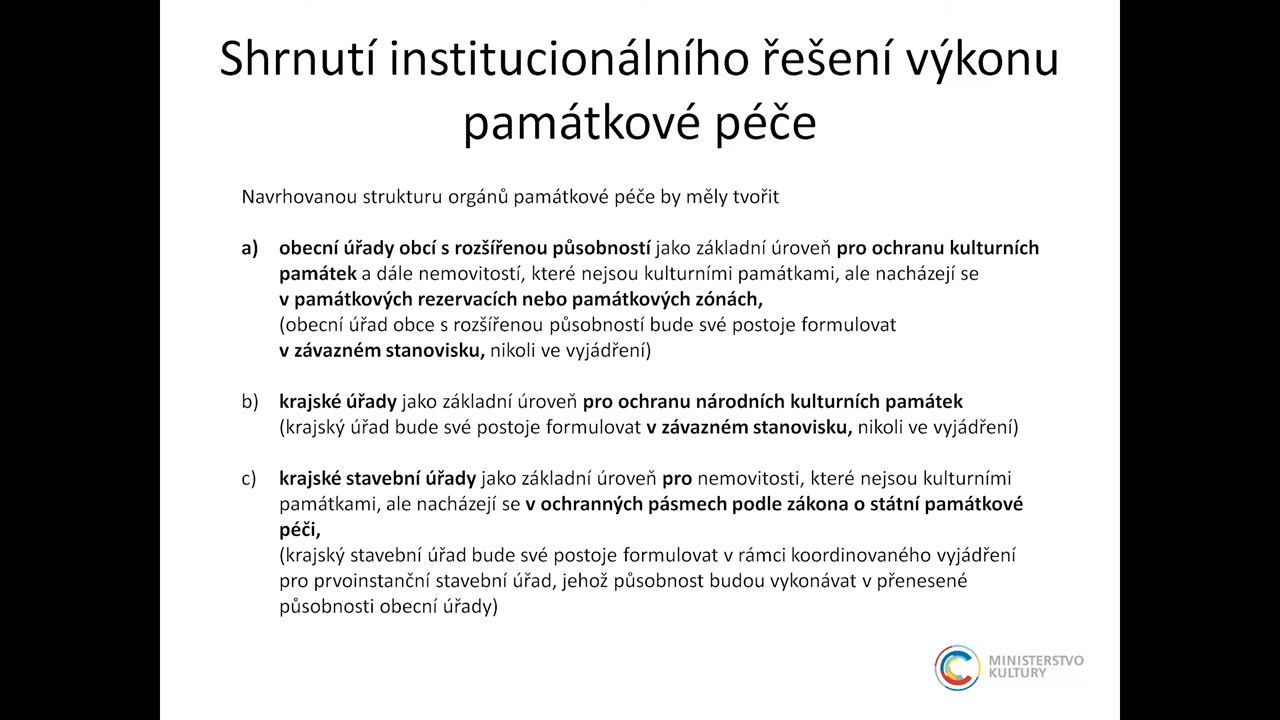 Shrnutí institucionálního řešení výkonu
památkové péče
Navrhovanou strukturu orgánů památkové péče by měly tvořit
a) obecní úřady obcí s rozšířenou působností jako základní úroveň pro ochranu kulturních
památek a dále nemovitostí, které nejsou kulturními památkami, ale nacházejí se
v památkových rezervacích nebo památkových zónách,
(obecní úřad obce s rozšířenou působností bude své postoje formulovat
v závazném stanovisku, nikoli ve vyjádření)
b) krajské úřady jako základní úroveň pro ochranu národních kulturních památek
(krajský úřad bude své postoje formulovat v závazném stanovisku, nikoli ve vyjádření)
c) krajské stavební úřady jako základní úroveň pro nemovitosti, které nejsou kulturními
památkami, ale nacházejí se v ochranných pásmech podle zákona o státní památkové
péči,
(krajský stavební úřad bude své postoje formulovat v rámci koordinovaného vyjádření
pro prvoinstanční stavební úřad, jehož působnost budou vykonávat v přenesené
působnosti obecní úřady)
MINISTERSTVO
KULTURY